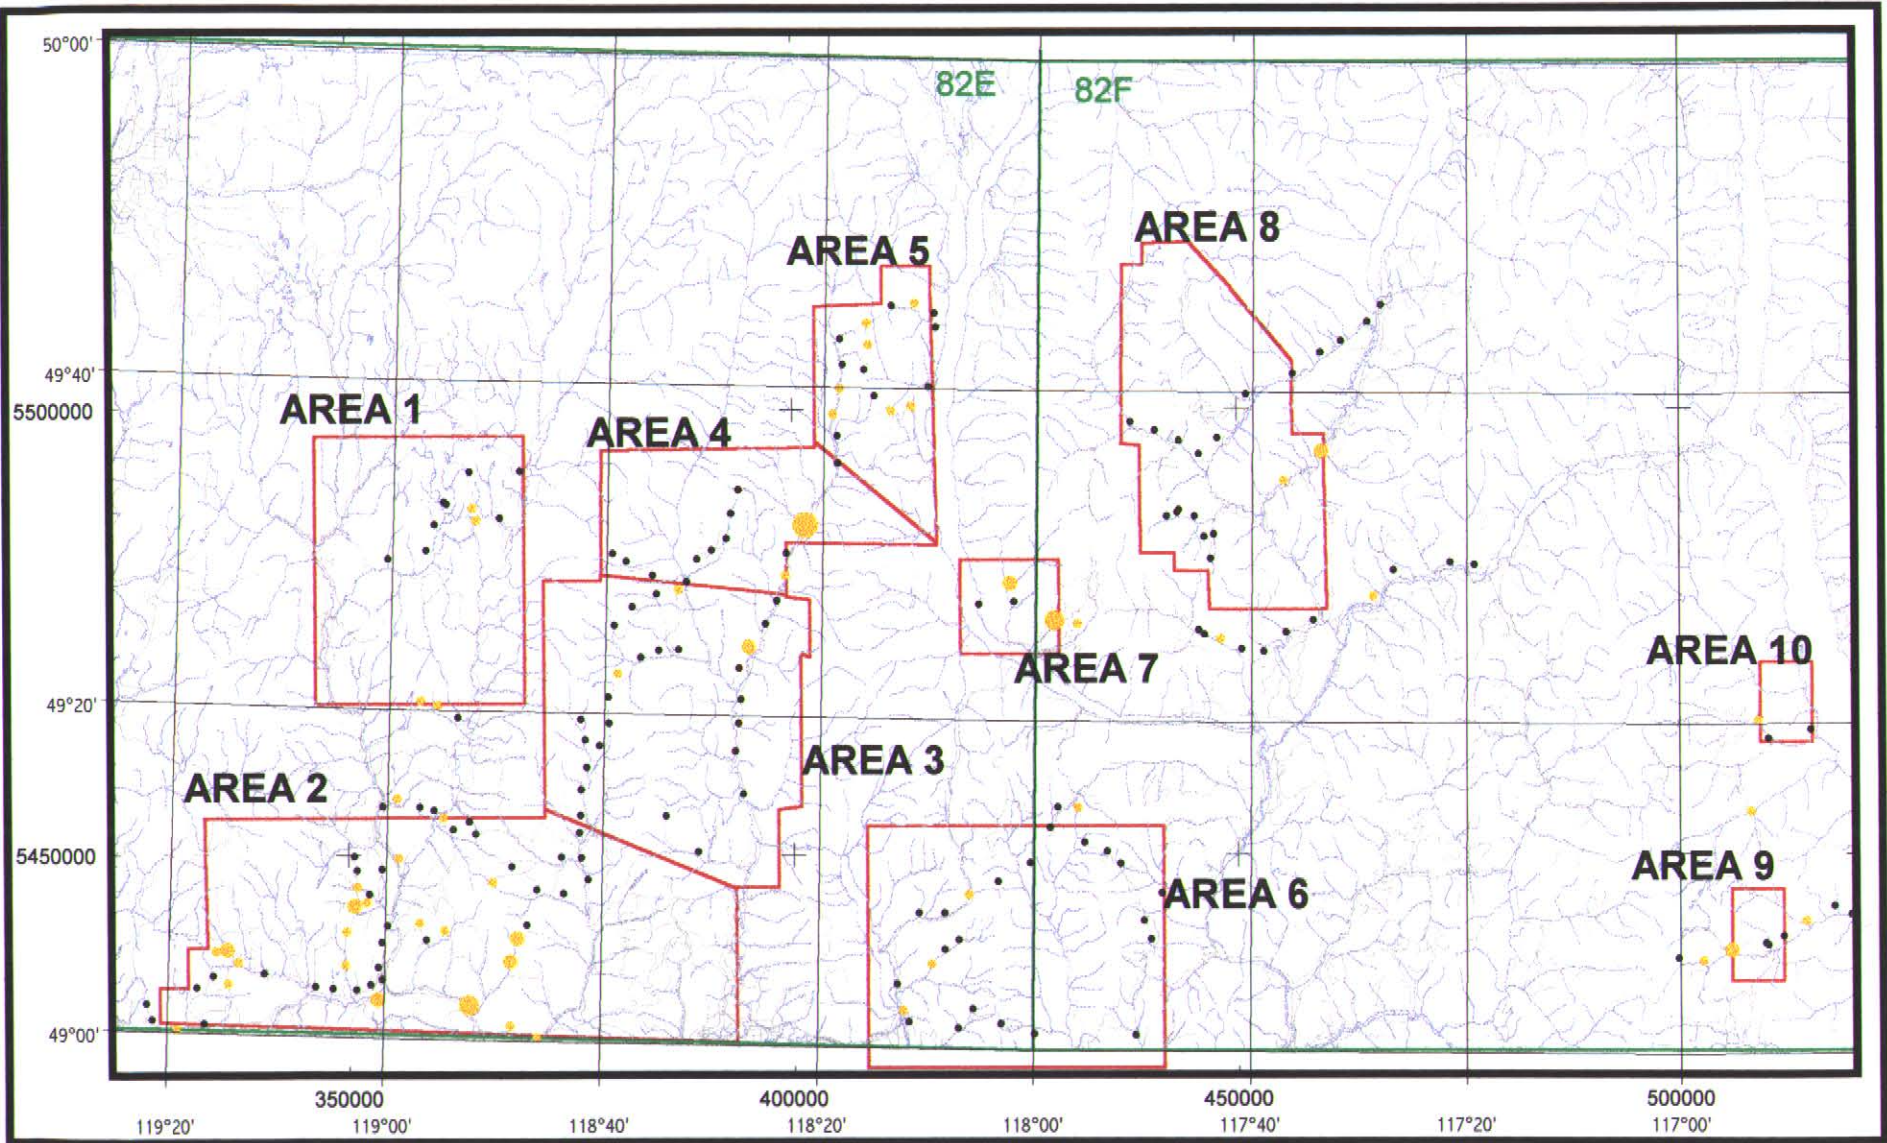 50°00'
82E 82F
AREA 8
AREA 5
49°40'
5500000
AREA 1
AREA 4
AREA 10
AREA 7
49°20'
AREA 3
AREA 2
5450000
AREA 9
AREA 6
49°00'
350000 400000 450000 500000
119°20' 119°00' 118°40' 118°20' 118°00' 117°40' 117°20' 117°00'